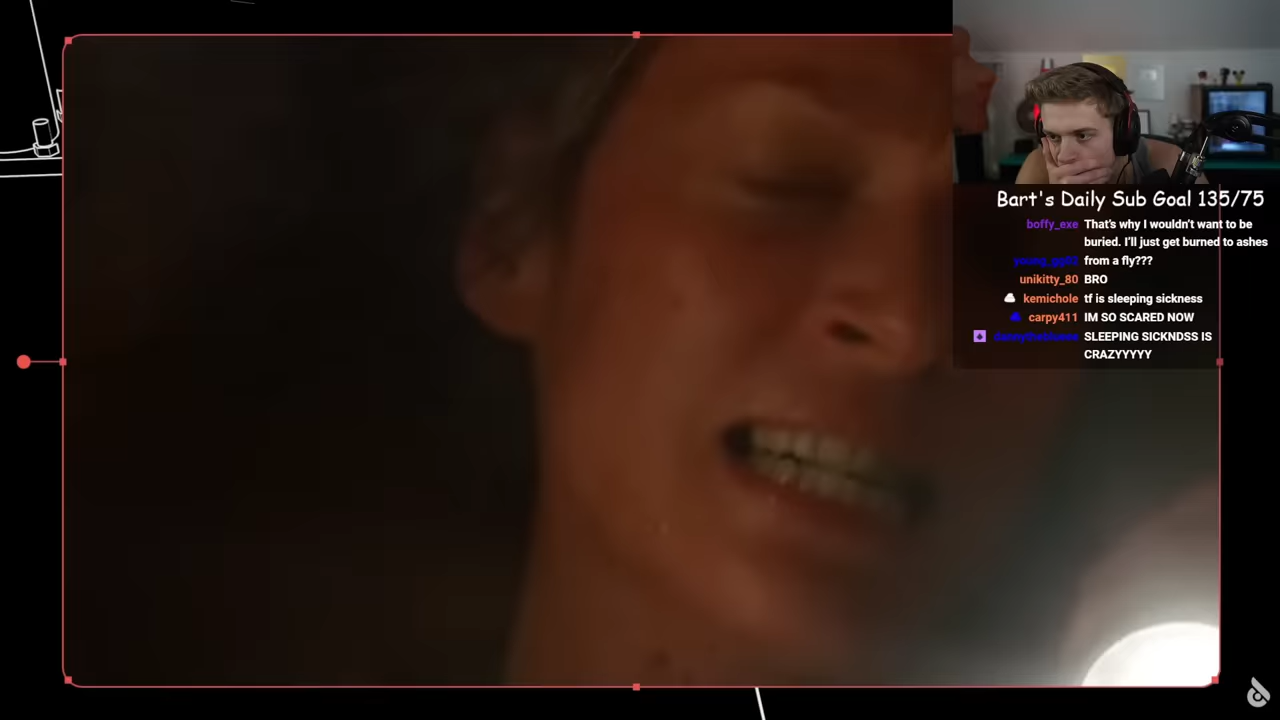 Bart's Daily Sub Goal 135/75
boffy_exe That's why I wouldn't want to be
buried. I'll just get burned to ashes
from a fly???
unikitty_80 BRO
kemichole tf is sleeping sickness
carpy411 IM SO SCARED NOW
SLEEPING SICKNDSS IS
CRAZYYYYY